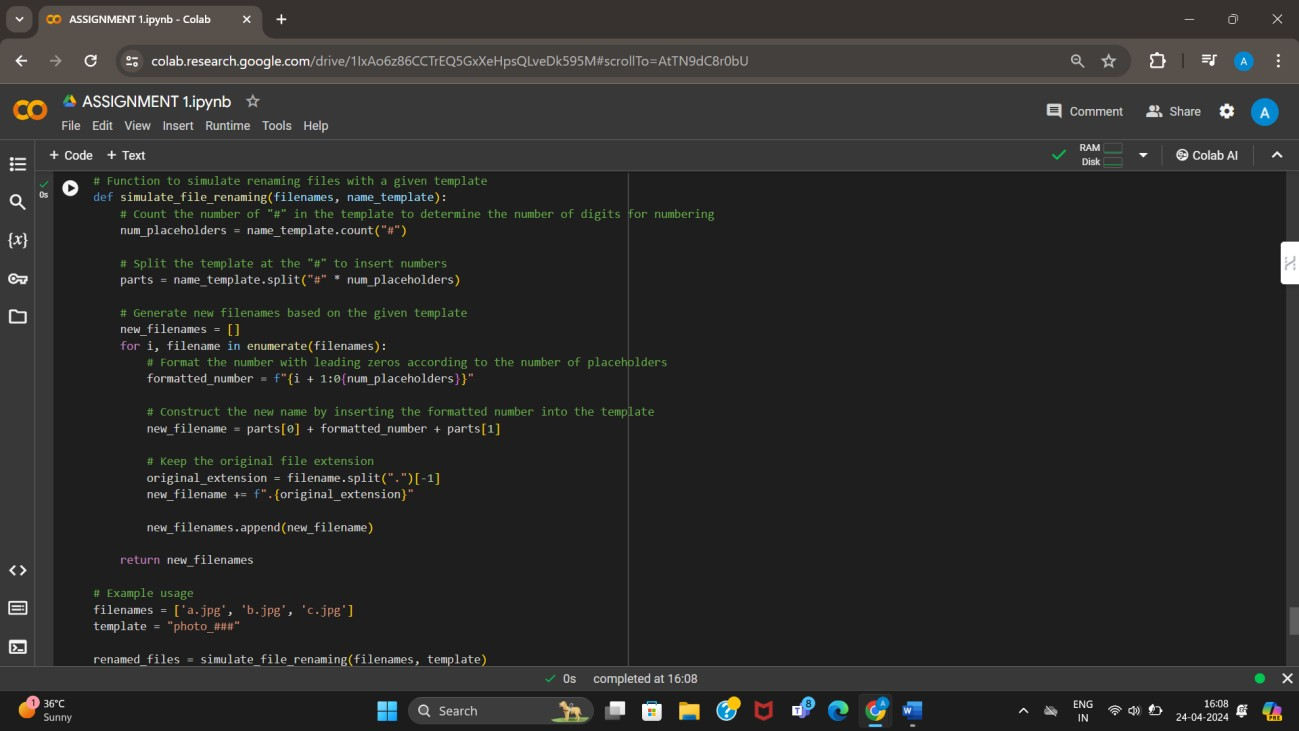 ASSIGNMENT 1.ipynb - Colab
colab.research.google.com/drive/1IxAo6z86CCTrEQ5GxXeHpsQLveDk595M#scrollTo=AtTN9dC8r0bU
A
ASSIGNMENT 1.ipynb
File Edit View Insert Runtime Tools Help
Comment Share A
+ Code + Text
RAM
Disk
Colab AI
0s
{x}
# Function to simulate renaming files with a given template
def simulate_file_renaming(filenames, name_template):
    # Count the number of "#" in the template to determine the number of digits for numbering
    num_placeholders = name_template.count("#")
    # Split the template at the "#" to insert numbers
    parts = name_template.split("#" * num_placeholders)
    # Generate new filenames based on the given template
    new_filenames = []
    for i, filename in enumerate(filenames):
        # Format the number with leading zeros according to the number of placeholders
        formatted_number = f"{i + 1:0{num_placeholders}}"
        # Construct the new name by inserting the formatted number into the template
        new_filename = parts[0] + formatted_number + parts[1]
        # Keep the original file extension
        original_extension = filename.split(".")[-1]
        new_filename += f".{original_extension}"
        new_filenames.append(new_filename)
    return new_filenames
# Example usage
filenames = ['a.jpg', 'b.jpg', 'c.jpg']
template = "photo_###"
renamed_files = simulate_file_renaming(filenames, template)
0s completed at 16:08
1
36°C
Sunny
Search
8
ENG
IN
16:08
24-04-2024